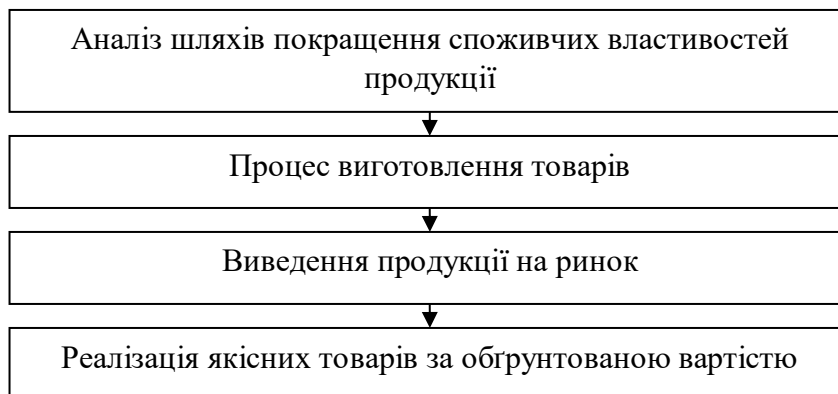 Аналіз шляхів покращення споживчих властивостей
продукції
Процес виготовлення товарів
Виведення продукції на ринок
Реалізація якісних товарів за обґрунтованою вартістю